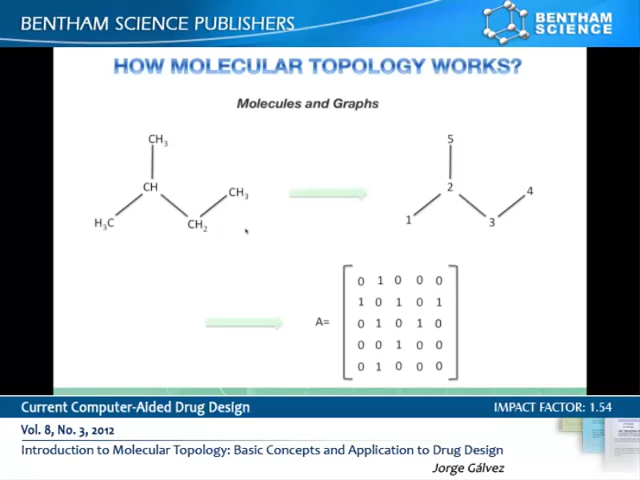 BENTHAM SCIENCE PUBLISHERS
BENTHAM
SCIENCE
HOW MOLECULAR TOPOLOGY WORKS?
Molecules and Graphs
CH₃
CH
CH₃
H₃C
CH₂
5
2
4
1
3
A=
0 1 0 0 0
1 0 1 0 1
0 1 0 1 0
0 0 1 0 0
0 1 0 0 0
Current Computer-Aided Drug Design
IMPACT FACTOR: 1.54
Vol. 8, No. 3, 2012
Introduction to Molecular Topology: Basic Concepts and Application to Drug Design
Jorge Gálvez